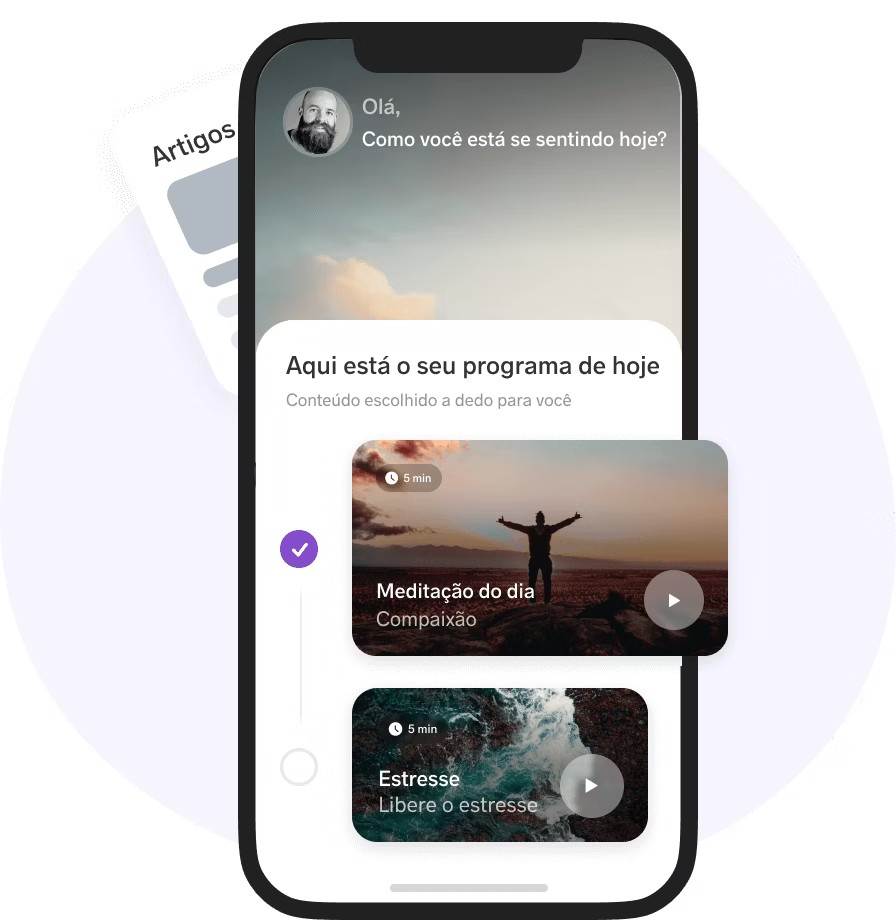 Artigos
Olá,
Como você está se sentindo hoje?
Aqui está o seu programa de hoje
Conteúdo escolhido a dedo para você
5 min
Meditação do dia
Compaixão
5 min
Estresse
Libere o estresse